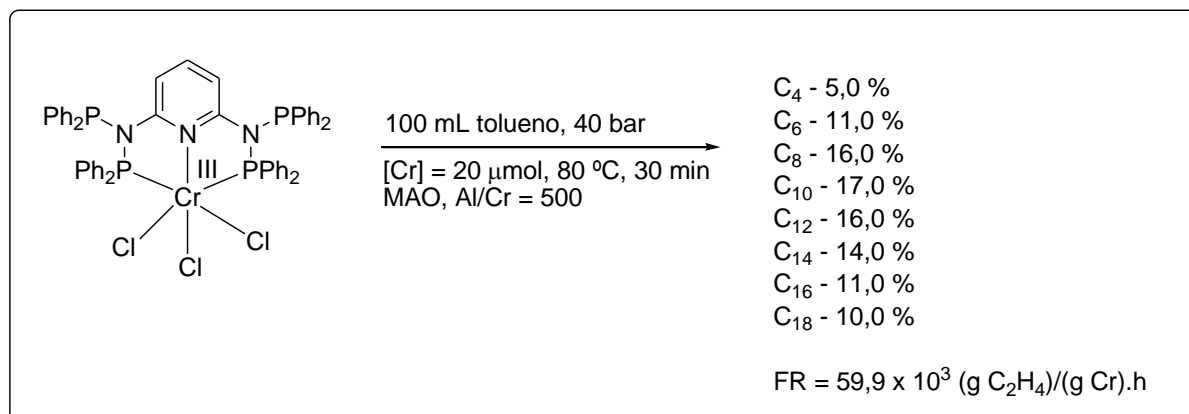 Ph₂P
N
N
N
PPh₂
Ph₂P
III
PPh₂
Cr
Cl
Cl
Cl
100 mL tolueno, 40 bar
[Cr] = 20 μmol, 80 ºC, 30 min
MAO, Al/Cr = 500
C₄ - 5,0 %
C₆ - 11,0 %
C₈ - 16,0 %
C₁₀ - 17,0 %
C₁₂ - 16,0 %
C₁₄ - 14,0 %
C₁₆ - 11,0 %
C₁₈ - 10,0 %
FR = 59,9 x 10³ (g C₂H₄)/(g Cr).h